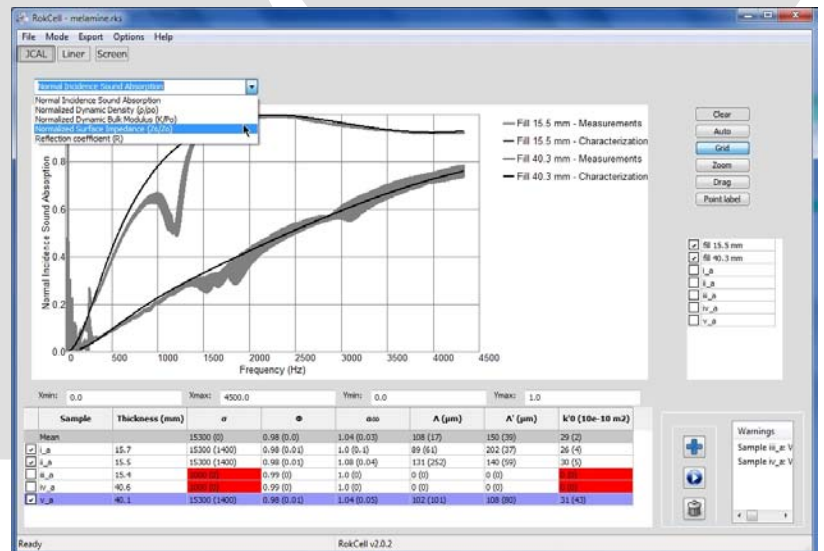 RokCell - melamine.rks
File Mode Export Options Help
JCAL Liner Screen
Normal Incidence Sound Absorption
Normal Incidence Sound Absorption
Normalized Dynamic Density (ρ/ρo)
Normalized Dynamic Bulk Modulus (K/Po)
Normalized Surface Impedance (Zs/Zo)
Reflection coefficient (R)
Fill 15.5 mm - Measurements
Fill 15.5 mm - Characterization
Fill 40.3 mm - Measurements
Fill 40.3 mm - Characterization
Clear
Auto
Grid
Zoom
Drag
Point label
fill 15.5 mm
fill 40.3 mm
i_a
ii_a
iii_a
iv_a
v_a
Normal Incidence Sound Absorption
0.8
0.6
0.4
0.2
0.0
0 500 1000 1500 2000 2500 3000 3500 4000 4500
Frequency (Hz)
Xmin: 0.0 Xmax: 4500.0 Ymin: 0.0 Ymax: 1.0
Sample Thickness (mm) σ Φ α∞ Λ (μm) Λ' (μm) k'0 (10e-10 m2)
Mean 15300 (0) 0.98 (0.0) 1.04 (0.03) 108 (17) 150 (39) 29 (2)
i_a 15.7 15300 (1400) 0.98 (0.01) 1.0 (0.1) 89 (61) 202 (37) 26 (4)
ii_a 15.5 15300 (1400) 0.98 (0.01) 1.08 (0.04) 131 (252) 140 (59) 30 (5)
iii_a 15.4 0.99 (0) 1.0 (0) 0 (0) 0 (0)
iv_a 40.6 0.99 (0) 1.0 (0) 0 (0) 0 (0)
v_a 40.1 15300 (1400) 0.98 (0.01) 1.04 (0.05) 102 (101) 108 (80) 31 (43)
Warnings
Sample iii_a: V
Sample iv_a: V
Ready RokCell v2.0.2